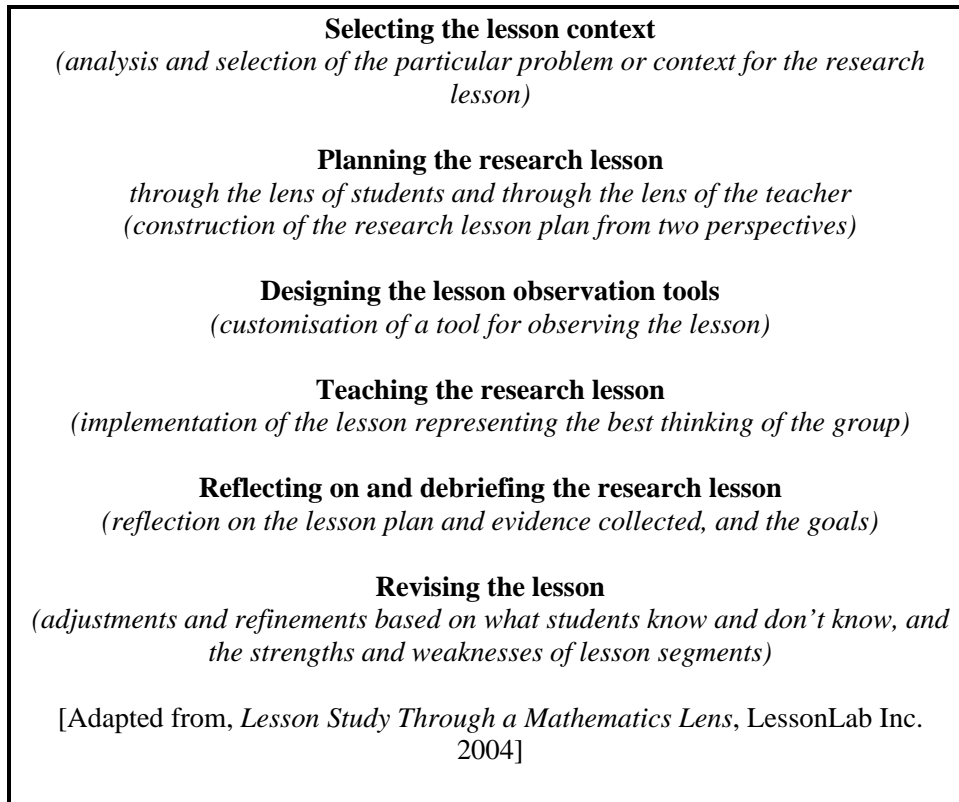 Selecting the lesson context
(analysis and selection of the particular problem or context for the research
lesson)
Planning the research lesson
through the lens of students and through the lens of the teacher
(construction of the research lesson plan from two perspectives)
Designing the lesson observation tools
(customisation of a tool for observing the lesson)
Teaching the research lesson
(implementation of the lesson representing the best thinking of the group)
Reflecting on and debriefing the research lesson
(reflection on the lesson plan and evidence collected, and the goals)
Revising the lesson
(adjustments and refinements based on what students know and don’t know, and
the strengths and weaknesses of lesson segments)
[Adapted from, Lesson Study Through a Mathematics Lens, LessonLab Inc.
2004]